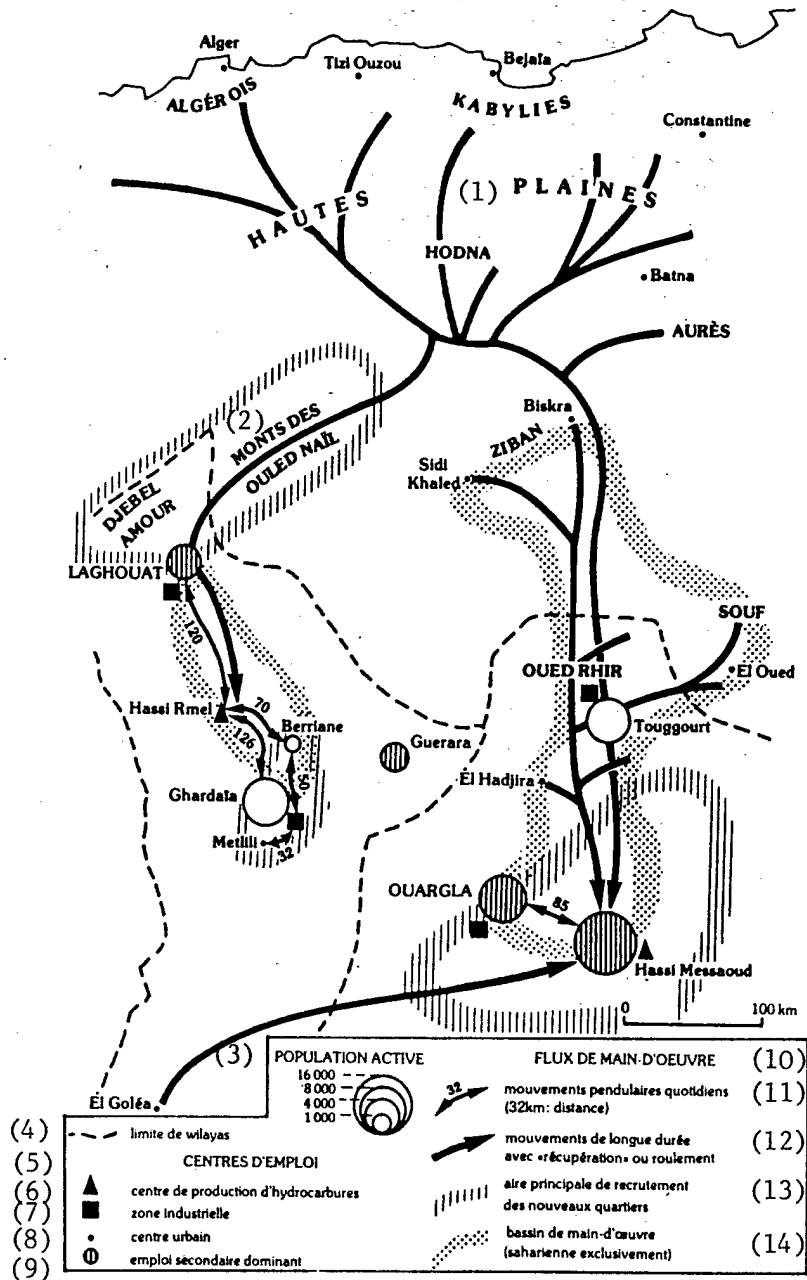 Alger
Tizi Ouzou
Bejaïa
ALGÉROIS
KABYLIES
Constantine
(1) PLAINES
HAUTES
HODNA
Batna
AURÈS
Biskra
(2)
MONTS DES
OULED NAÏL
ZIBAN
Sidi
Khaled
DJEBEL
AMOUR
LAGHOUAT
120
SOUF
OUED RHIR
El Oued
Hassi Rmel
70
Berriane
126
Guerara
Touggourt
Ghardaïa
50
El Hadjira
Metlili
32
OUARGLA
85
Hassi Messaoud
0 100 km
(3)
El Goléa
POPULATION ACTIVE
16 000
8 000
4 000
1 000
FLUX DE MAIN-D'OEUVRE (10)
32 mouvements pendulaires quotidiens (11)
(32km: distance)
mouvements de longue durée (12)
avec «récupération» ou roulement
aire principale de recrutement (13)
des nouveaux quartiers
bassin de main-d'œuvre (14)
(saharienne exclusivement)
(4) limite de wilayas
(5) CENTRES D'EMPLOI
(6) centre de production d'hydrocarbures
(7) zone industrielle
(8) centre urbain
(9) emploi secondaire dominant